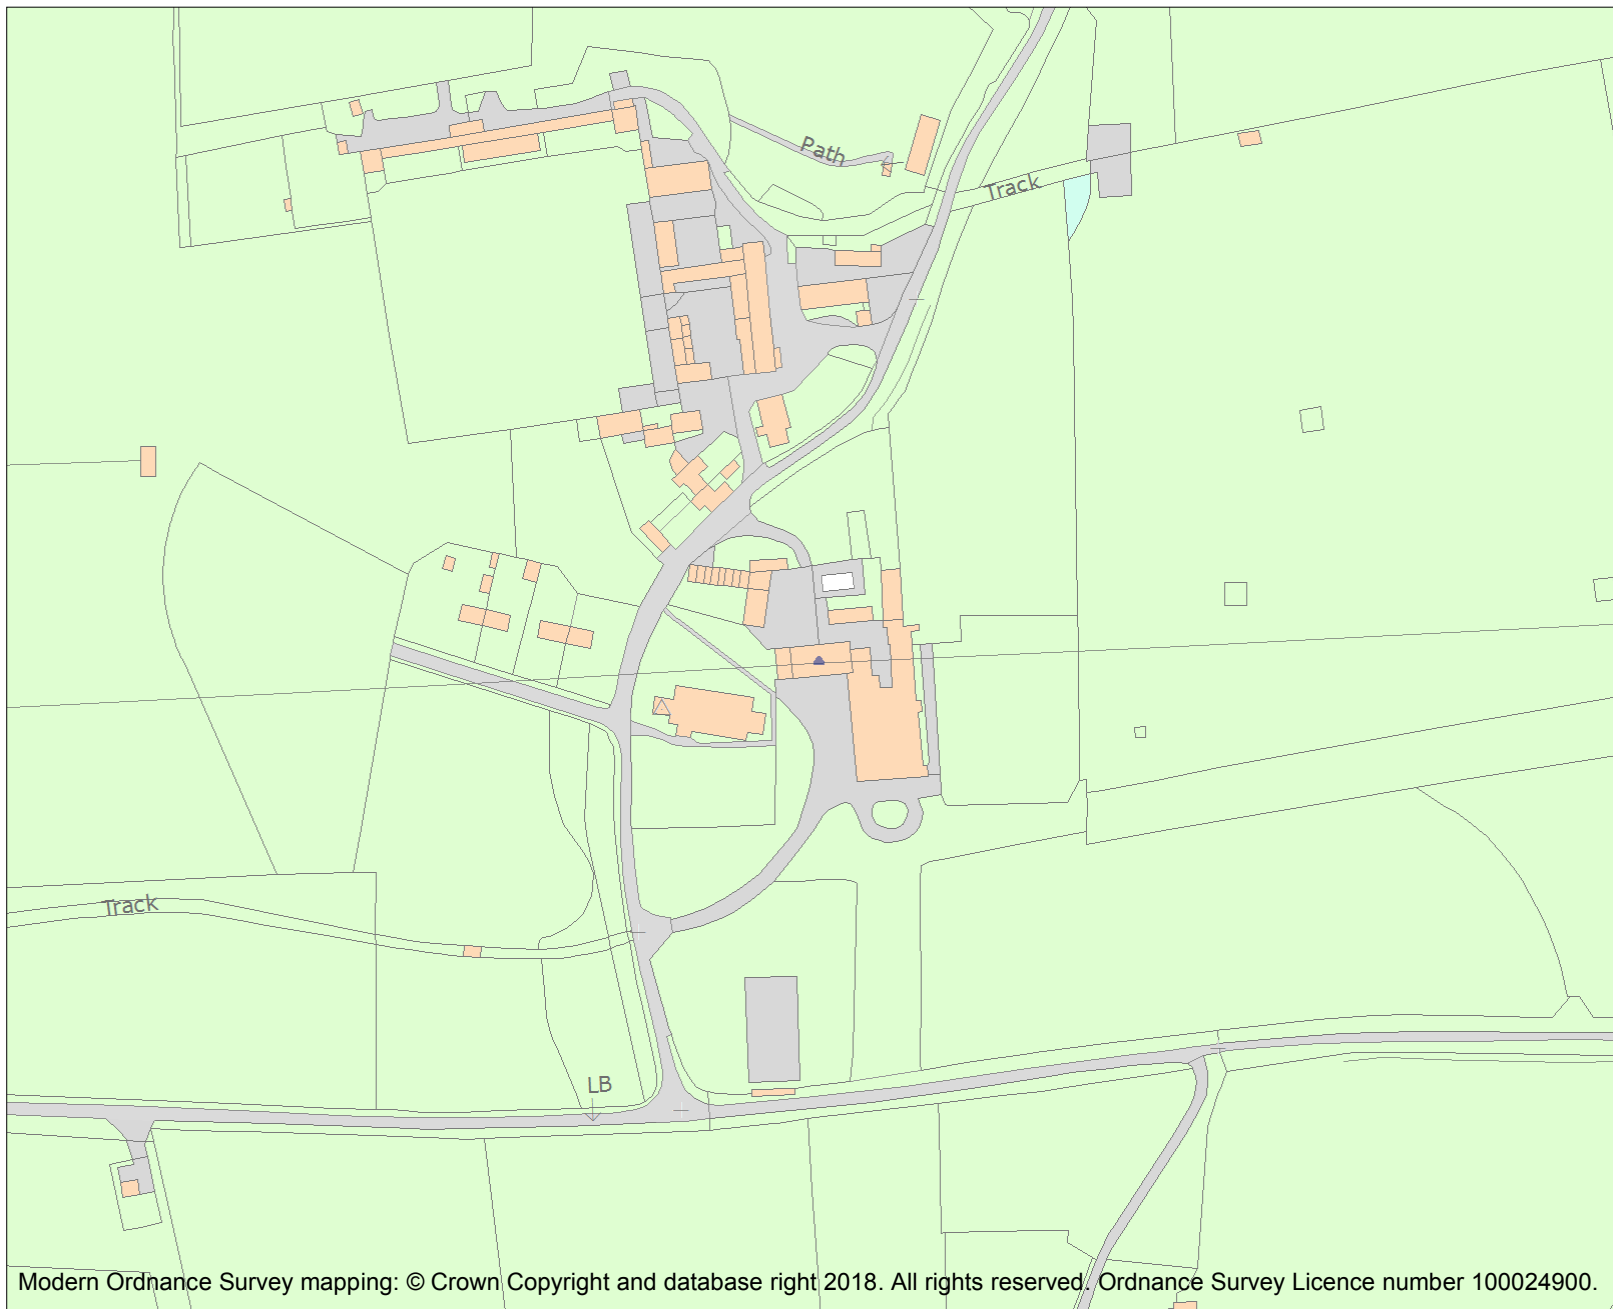 Path
Track
Track
LB
Modern Ordnance Survey mapping: © Crown Copyright and database right 2018. All rights reserved. Ordnance Survey Licence number 100024900.